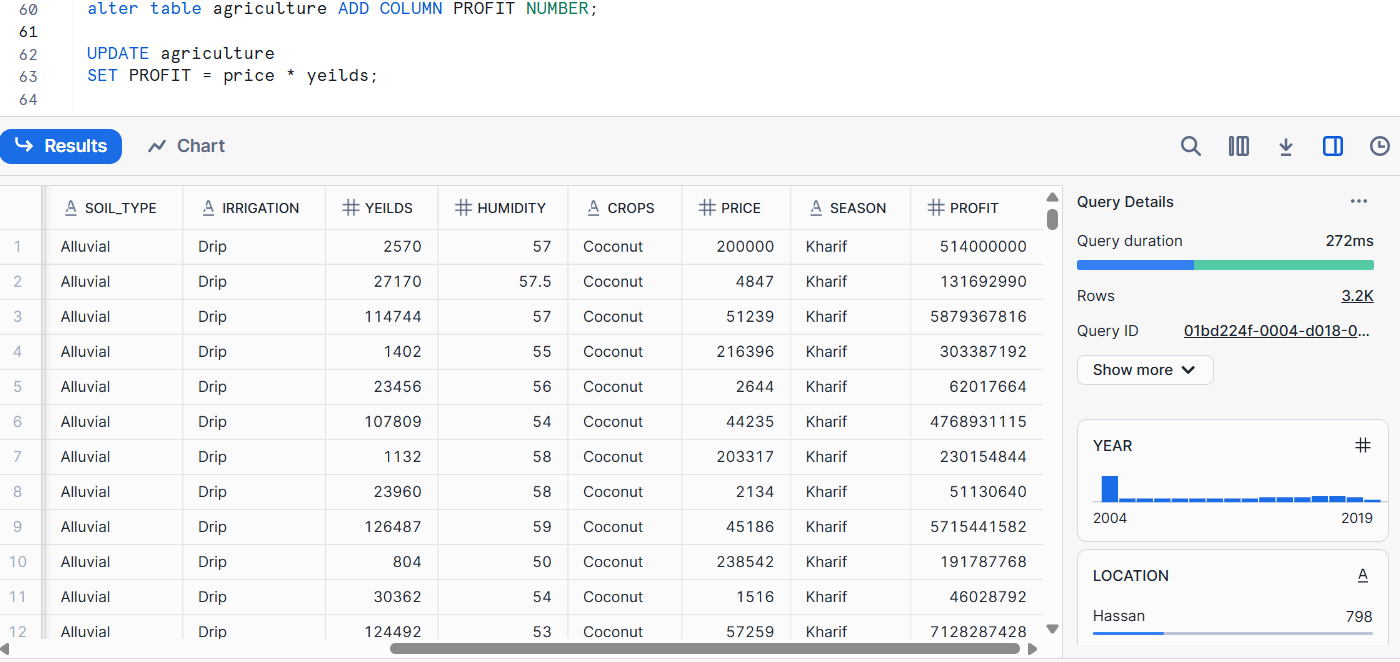 60 alter table agriculture ADD COLUMN PROFIT NUMBER;
61
62 UPDATE agriculture
63 SET PROFIT = price * yeilds;
64
Results Chart
SOIL_TYPE IRRIGATION YEILDS HUMIDITY CROPS PRICE SEASON PROFIT
1 Alluvial Drip 2570 57 Coconut 200000 Kharif 514000000
2 Alluvial Drip 27170 57.5 Coconut 4847 Kharif 131692990
3 Alluvial Drip 114744 57 Coconut 51239 Kharif 5879367816
4 Alluvial Drip 1402 55 Coconut 216396 Kharif 303387192
5 Alluvial Drip 23456 56 Coconut 2644 Kharif 62017664
6 Alluvial Drip 107809 54 Coconut 44235 Kharif 4768931115
7 Alluvial Drip 1132 58 Coconut 203317 Kharif 230154844
8 Alluvial Drip 23960 58 Coconut 2134 Kharif 51130640
9 Alluvial Drip 126487 59 Coconut 45186 Kharif 5715441582
10 Alluvial Drip 804 50 Coconut 238542 Kharif 191787768
11 Alluvial Drip 30362 54 Coconut 1516 Kharif 46028792
12 Alluvial Drip 124492 53 Coconut 57259 Kharif 7128287428
Query Details ...
Query duration 272ms
Rows 3.2K
Query ID 01bd224f-0004-d018-0...
Show more
YEAR
2004 2019
LOCATION
Hassan 798